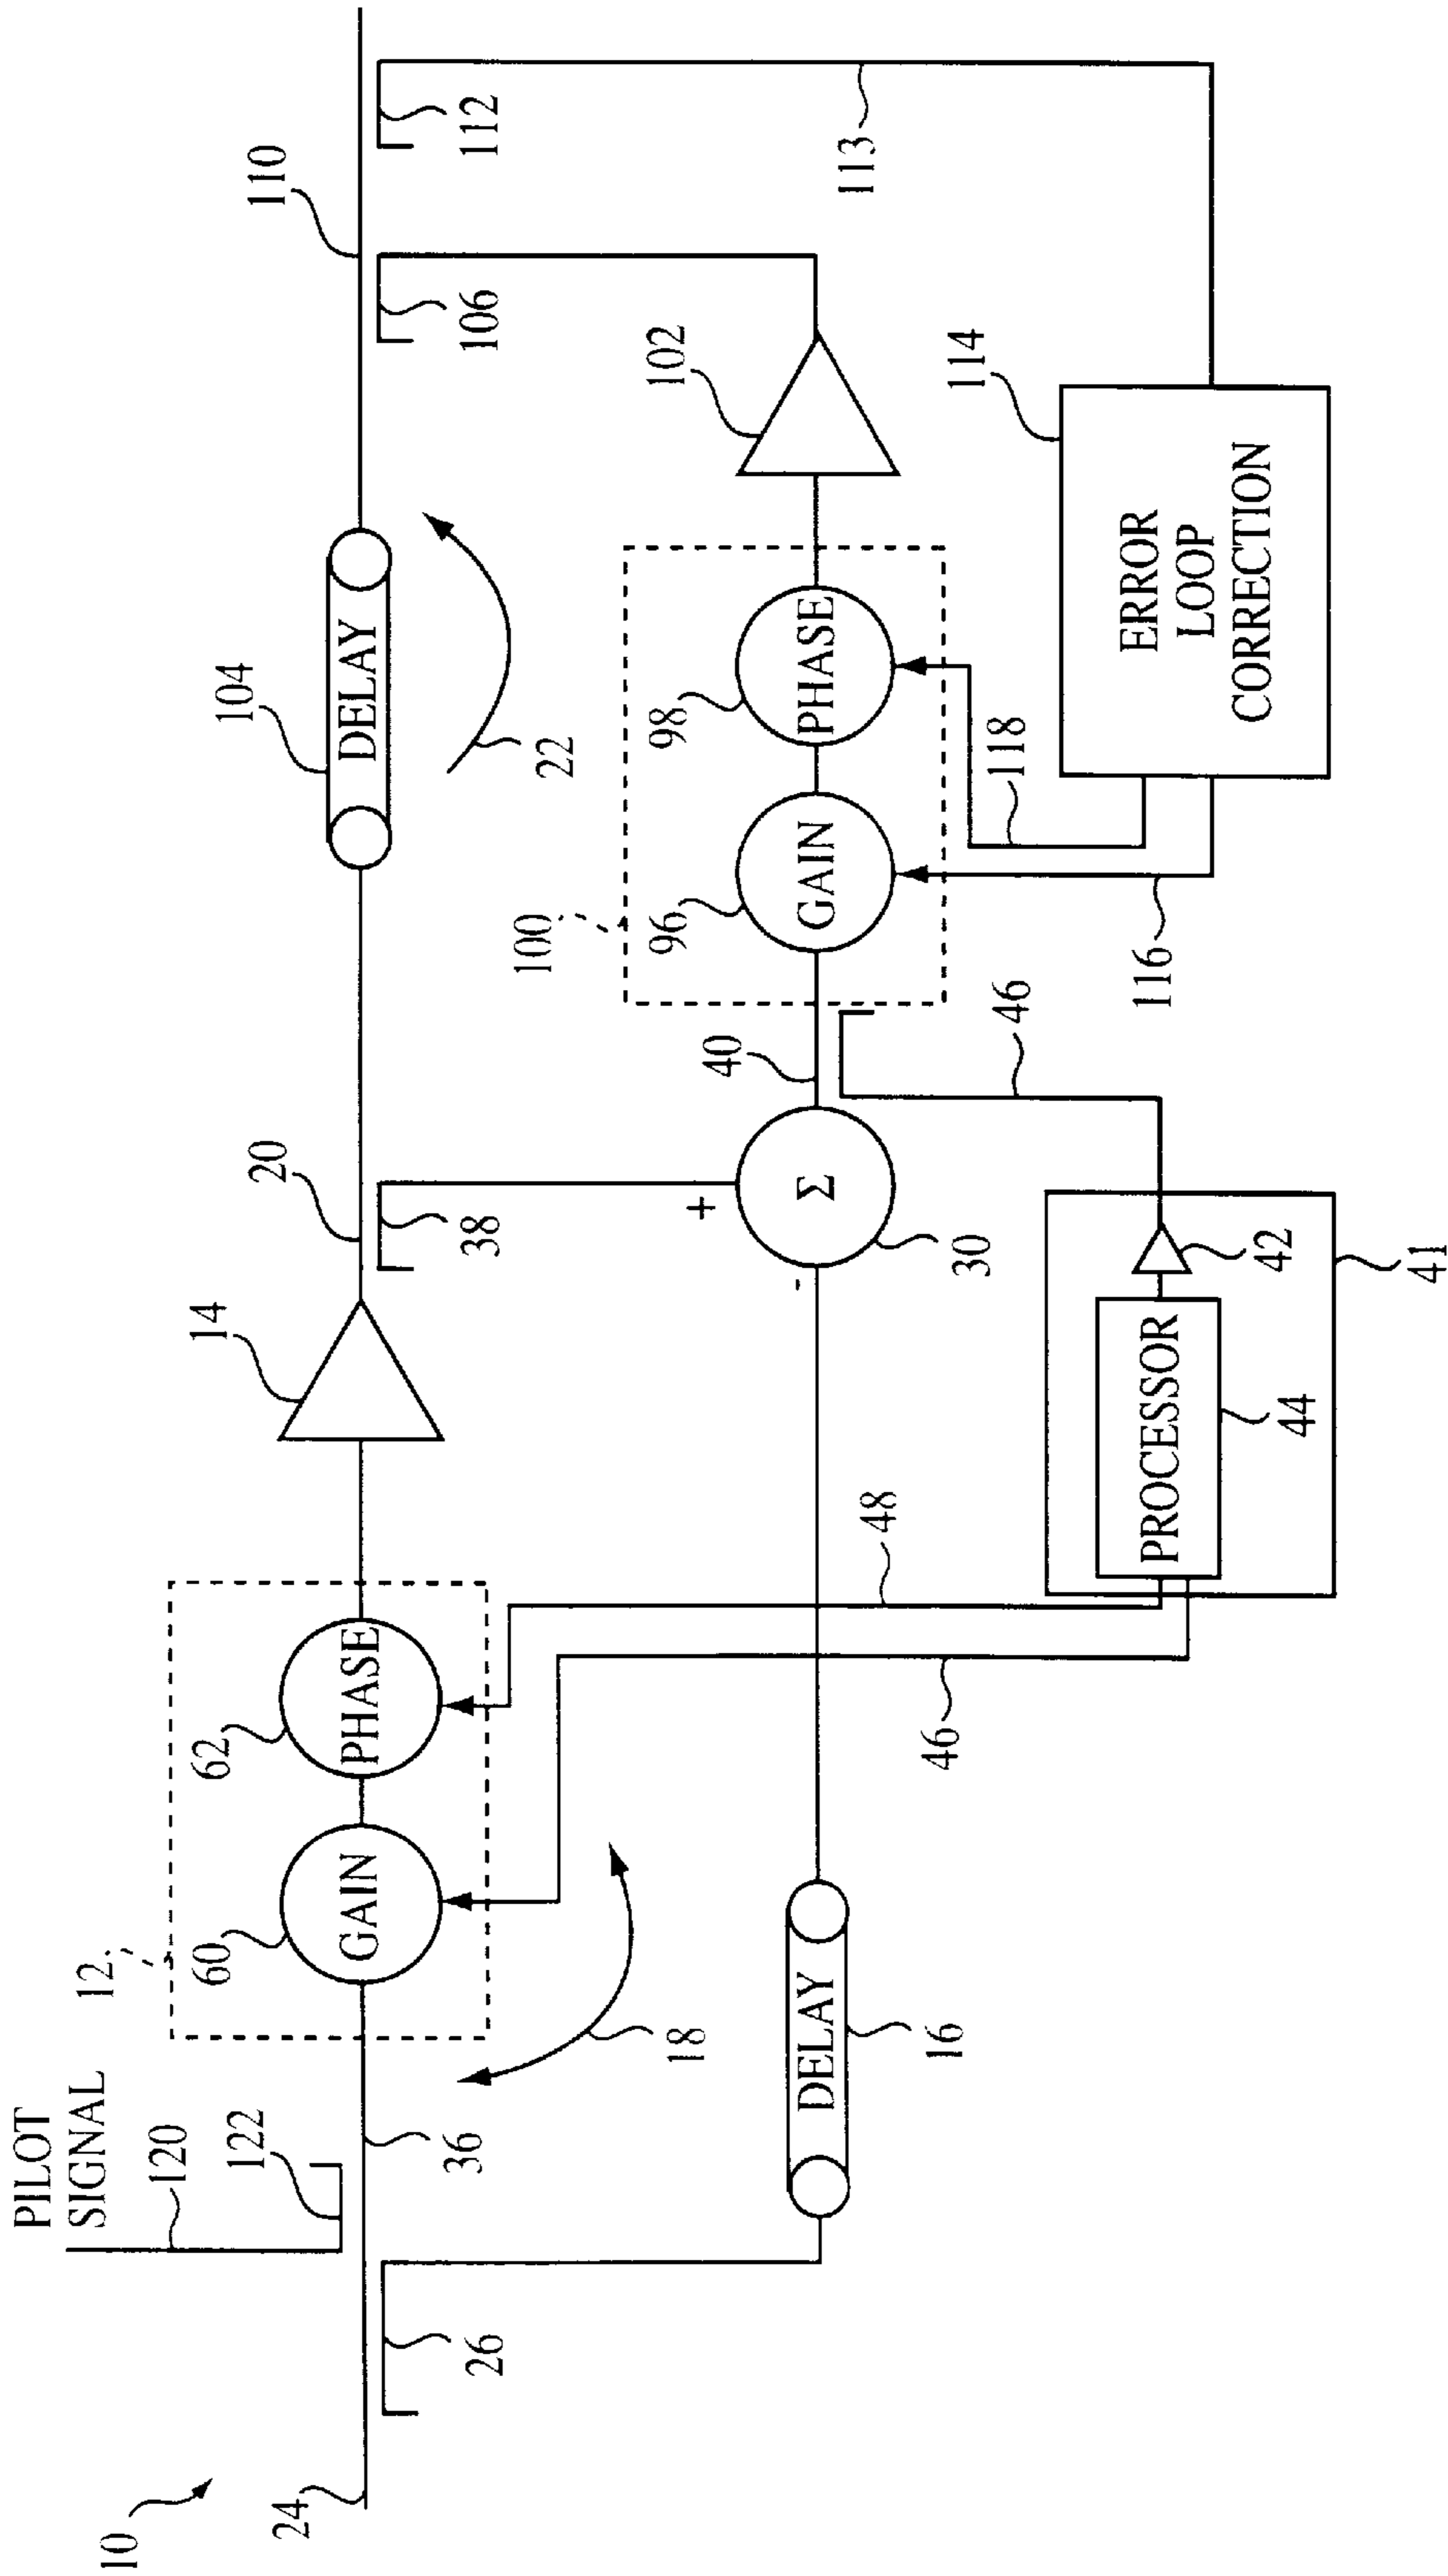 10
24
PILOT
SIGNAL
120
122
26
36
12
60
GAIN
62
PHASE
18
14
20
38
104
DELAY
22
110
106
112
113
DELAY
16
46
48
-
+
Σ
30
40
100
96
GAIN
98
PHASE
102
46
116
118
PROCESSOR
44
42
41
114
ERROR
LOOP
CORRECTION